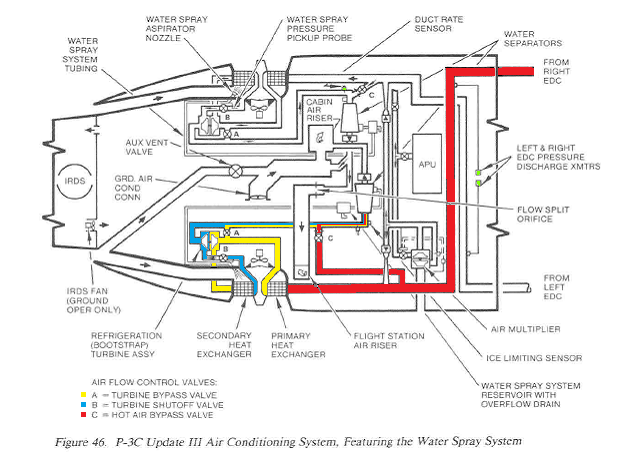 WATER SPRAY
ASPIRATOR
NOZZLE
WATER SPRAY
PRESSURE
PICKUP PROBE
DUCT RATE
SENSOR
WATER
SEPARATORS
WATER
SPRAY
SYSTEM
TUBING
FROM
RIGHT
EDC
C
CABIN
AIR
RISER
B
A
AUX VENT
VALVE
APU
LEFT & RIGHT
EDC PRESSURE
DISCHARGE XMTRS
IRDS
GRD. AIR
COND
CONN
FLOW SPLIT
ORIFICE
A
C
B
IRDS FAN
(GROUND
OPER ONLY)
FROM
LEFT
EDC
REFRIGERATION
(BOOTSTRAP)
TURBINE ASSY
SECONDARY
HEAT
EXCHANGER
PRIMARY
HEAT
EXCHANGER
FLIGHT STATION
AIR RISER
AIR MULTIPLIER
ICE LIMITING SENSOR
WATER SPRAY SYSTEM
RESERVOIR WITH
OVERFLOW DRAIN
AIR FLOW CONTROL VALVES:
A = TURBINE BYPASS VALVE
B = TURBINE SHUTOFF VALVE
C = HOT AIR BYPASS VALVE
Figure 46. P-3C Update III Air Conditioning System, Featuring the Water Spray System